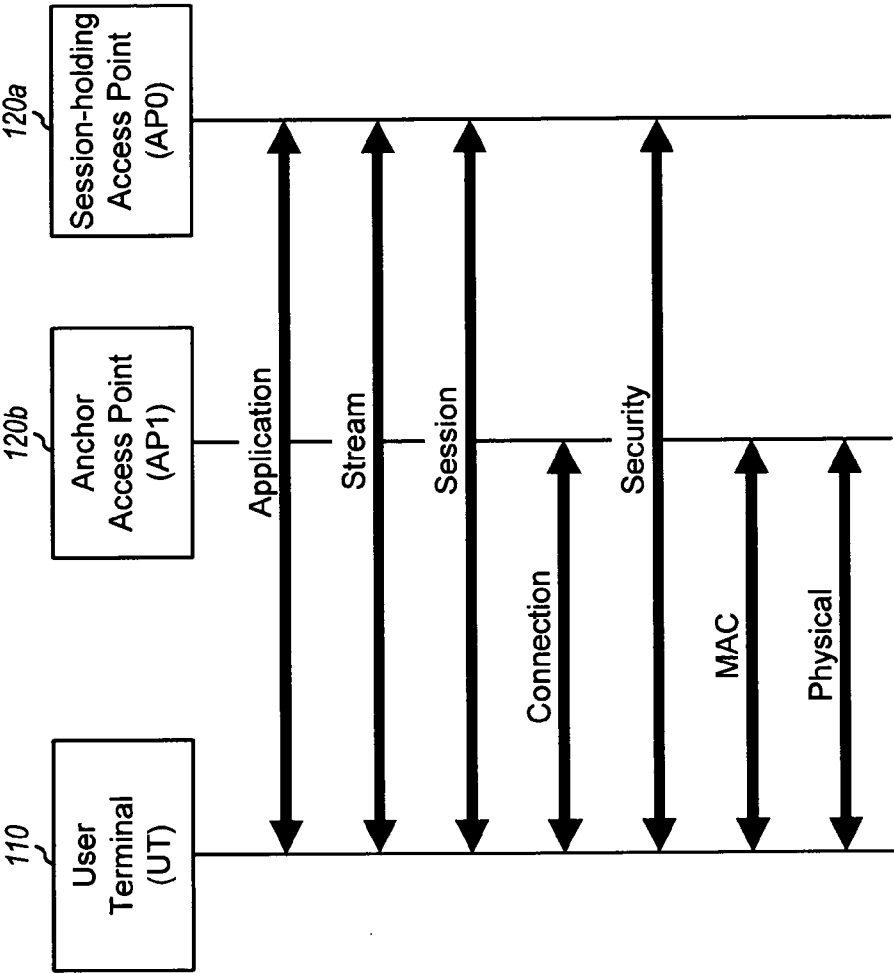 110
User
Terminal
(UT)
120b
Anchor
Access Point
(AP1)
120a
Session-holding
Access Point
(AP0)
Application
Stream
Session
Connection
Security
MAC
Physical